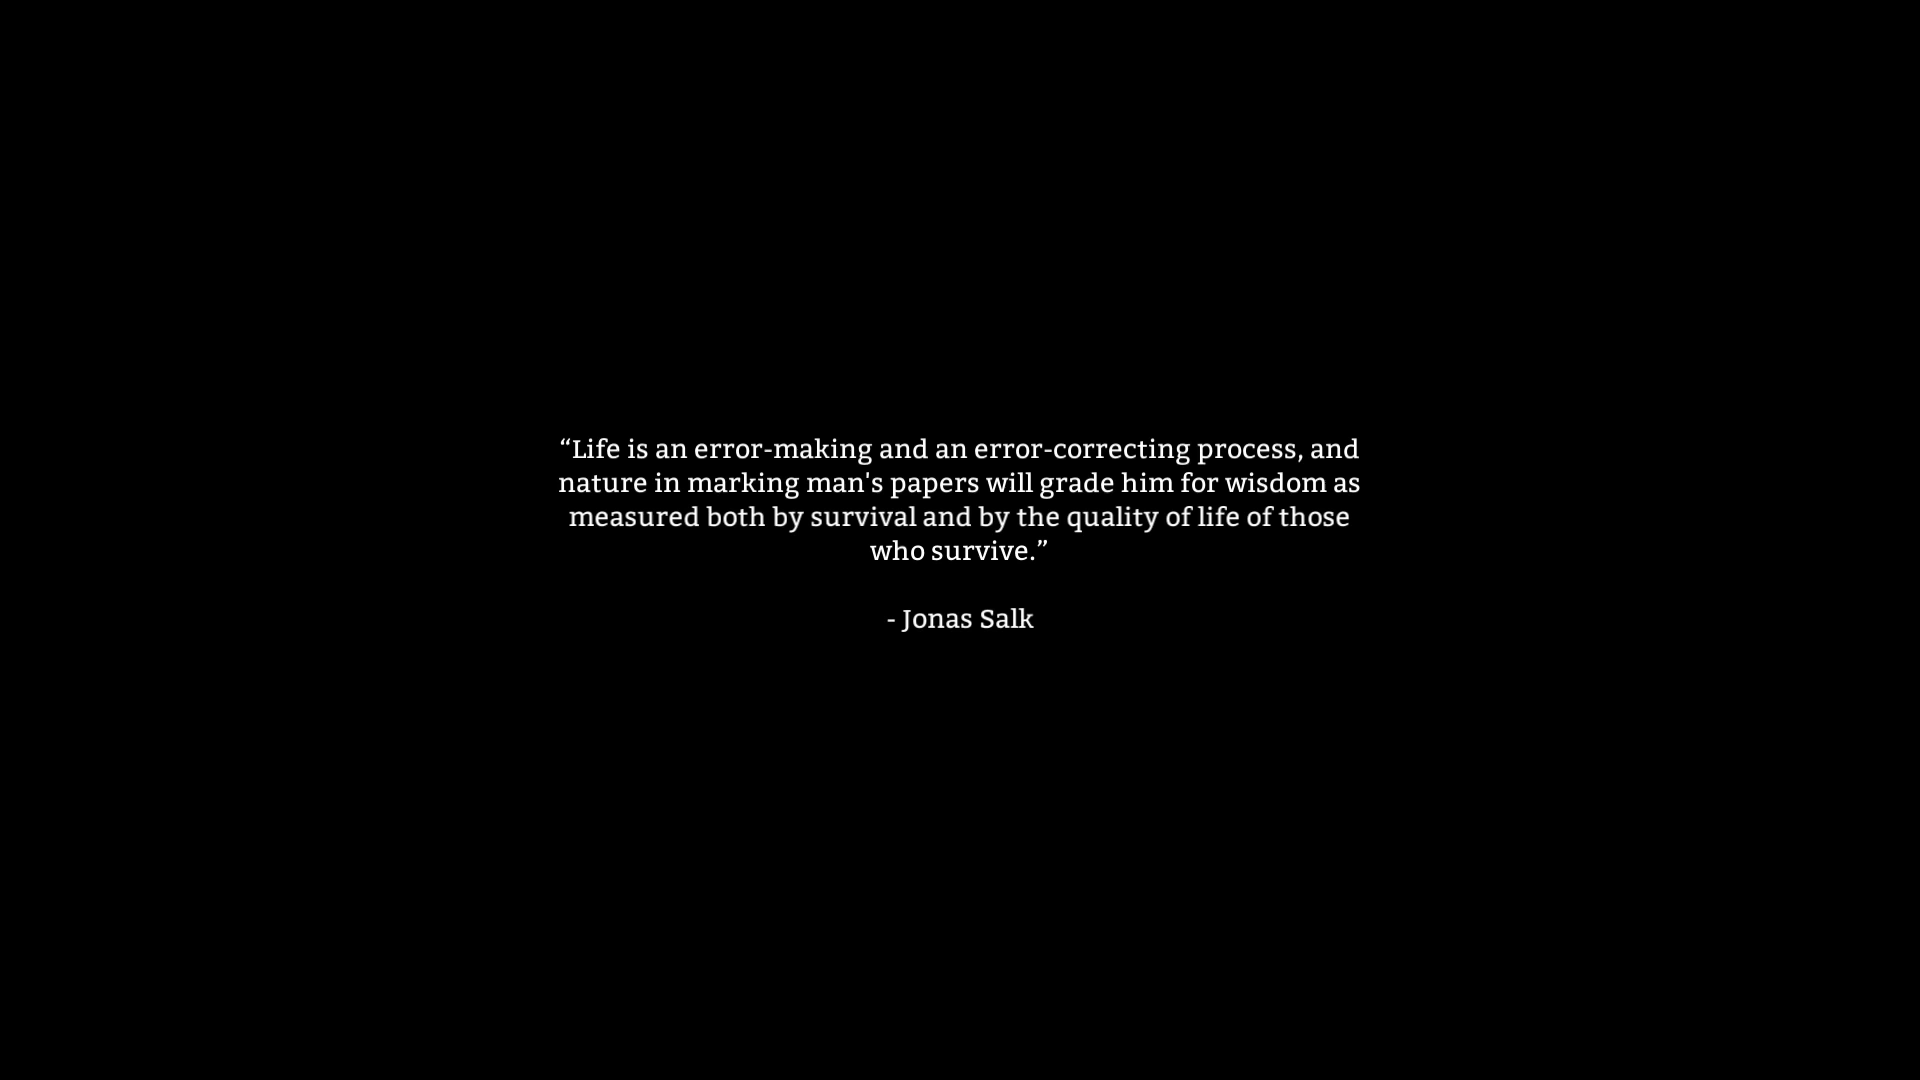 “Life is an error-making and an error-correcting process, and
nature in marking man's papers will grade him for wisdom as
measured both by survival and by the quality of life of those
who survive.”
- Jonas Salk